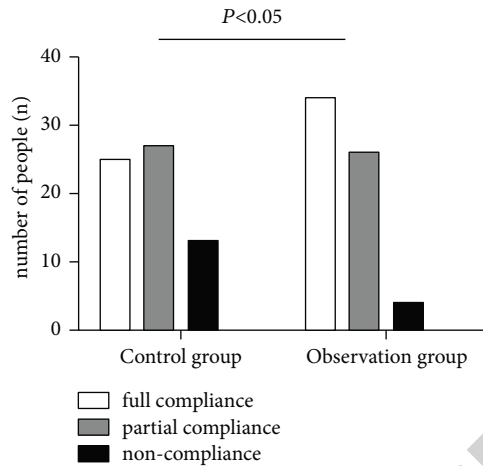 P<0.05
number of people (n)
40
30
20
10
0
Control group
Observation group
full compliance
partial compliance
non-compliance